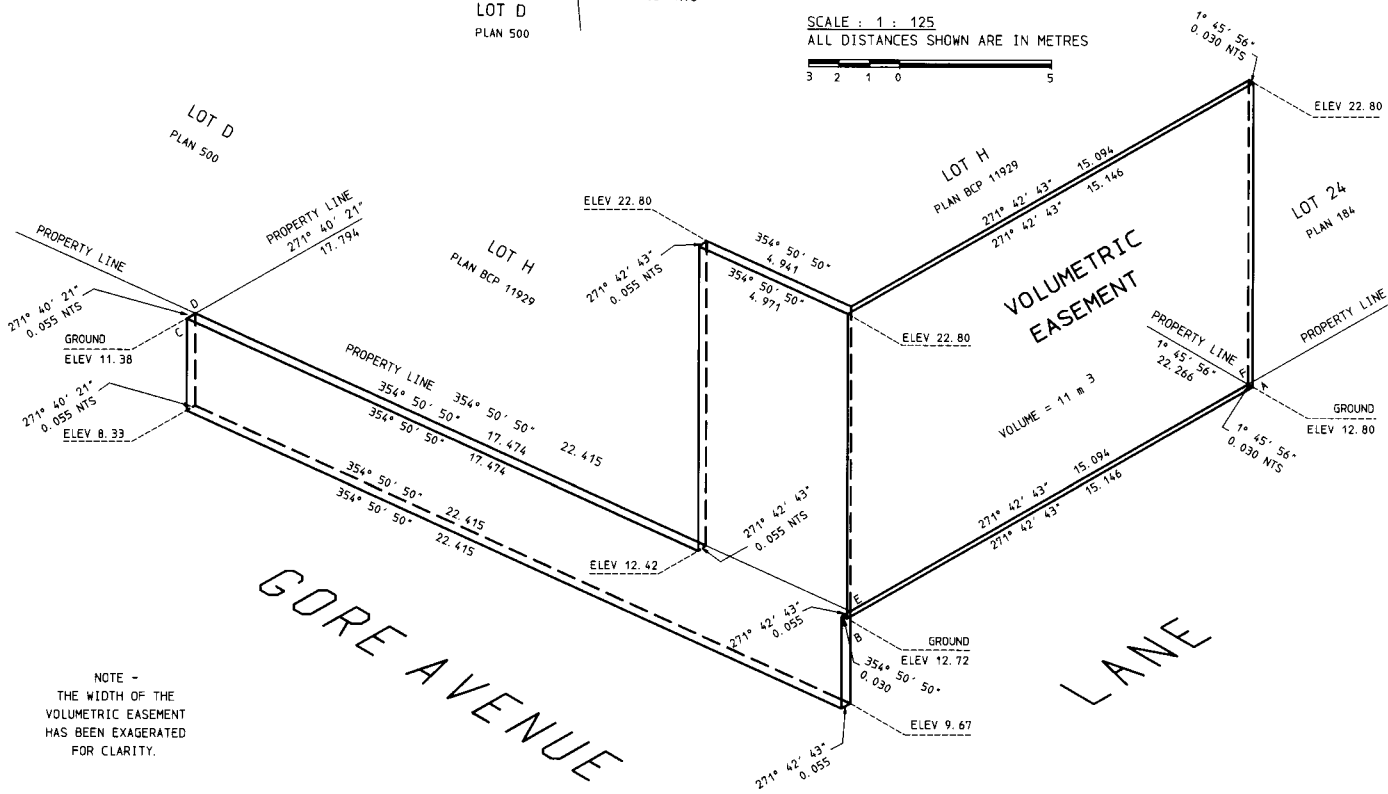 LOT D
PLAN 500
SCALE : 1 : 125
ALL DISTANCES SHOWN ARE IN METRES
3 2 1 0 5
1° 45' 56"
0.030 NTS
ELEV 22.80
LOT D
PLAN 500
LOT H
PLAN BCP 11929
271° 42' 43" 15.094
271° 42' 43" 15.146
LOT 24
PLAN 184
PROPERTY LINE
PROPERTY LINE
271° 40' 21"
17.794
ELEV 22.80
354° 50' 50"
4.941
354° 50' 50"
4.971
LOT H
PLAN BCP 11929
271° 42' 43"
0.055 NTS
VOLUMETRIC
EASEMENT
271° 40' 21"
0.055 NTS
D
C
GROUND
ELEV 11.38
ELEV 22.80
PROPERTY LINE
1° 45' 56"
22.266
PROPERTY LINE
A
GROUND
ELEV 12.80
1° 45' 56"
0.030 NTS
VOLUME = 11 m 3
271° 40' 21"
0.055 NTS
ELEV 8.33
PROPERTY LINE 354° 50' 50" 22.415
354° 50' 50" 17.474
354° 50' 50" 17.474
354° 50' 50" 22.415
354° 50' 50" 22.415
271° 42' 43" 15.094
271° 42' 43" 15.146
271° 42' 43"
0.055 NTS
ELEV 12.42
E
B
271° 42' 43"
0.055
GROUND
ELEV 12.72
354° 50' 50"
0.030
ELEV 9.67
271° 42' 43"
0.055
GORE AVENUE
LANE
NOTE -
THE WIDTH OF THE
VOLUMETRIC EASEMENT
HAS BEEN EXAGERATED
FOR CLARITY.